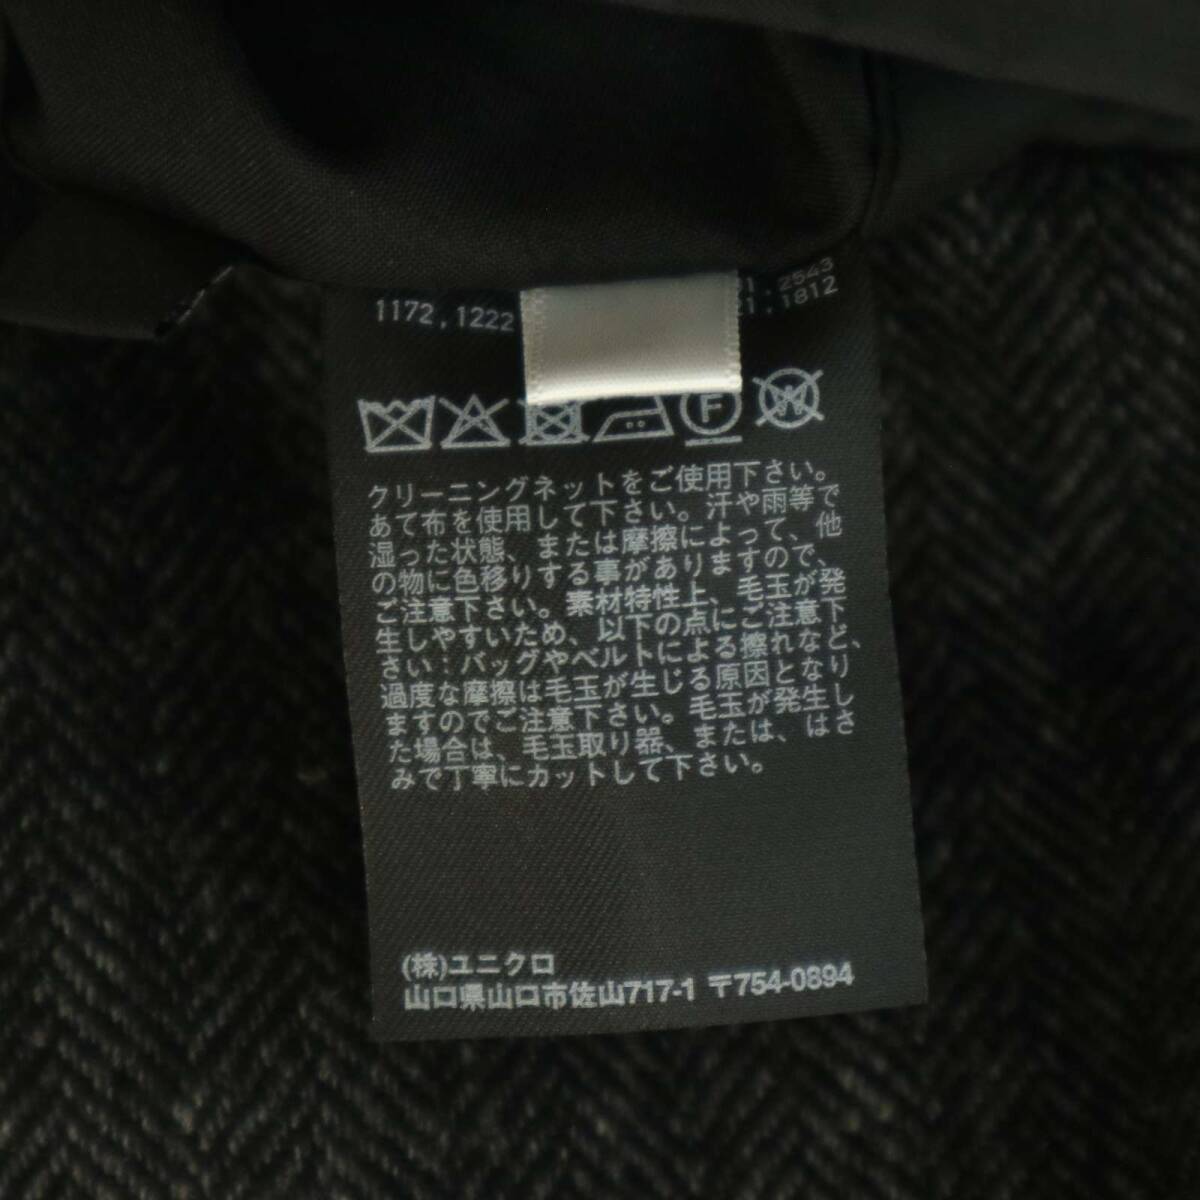 1172,1222
2543
1812
F
W
クリーニングネットをご使用下さい。
あて布を使用して下さい。汗や雨等で
湿った状態、または摩擦によって、他
の物に色移りする事がありますので、
ご注意下さい。素材特性上、毛玉が発
生しやすいため、以下の点にご注意下
さい:バッグやベルトによる擦れなど、
過度な摩擦は毛玉が生じる原因となり
ますのでご注意下さい。毛玉が発生し
た場合は、毛玉取り器、または、はさ
みで丁寧にカットして下さい。
(株)ユニクロ
山口県山口市佐山717-1 〒754-0894